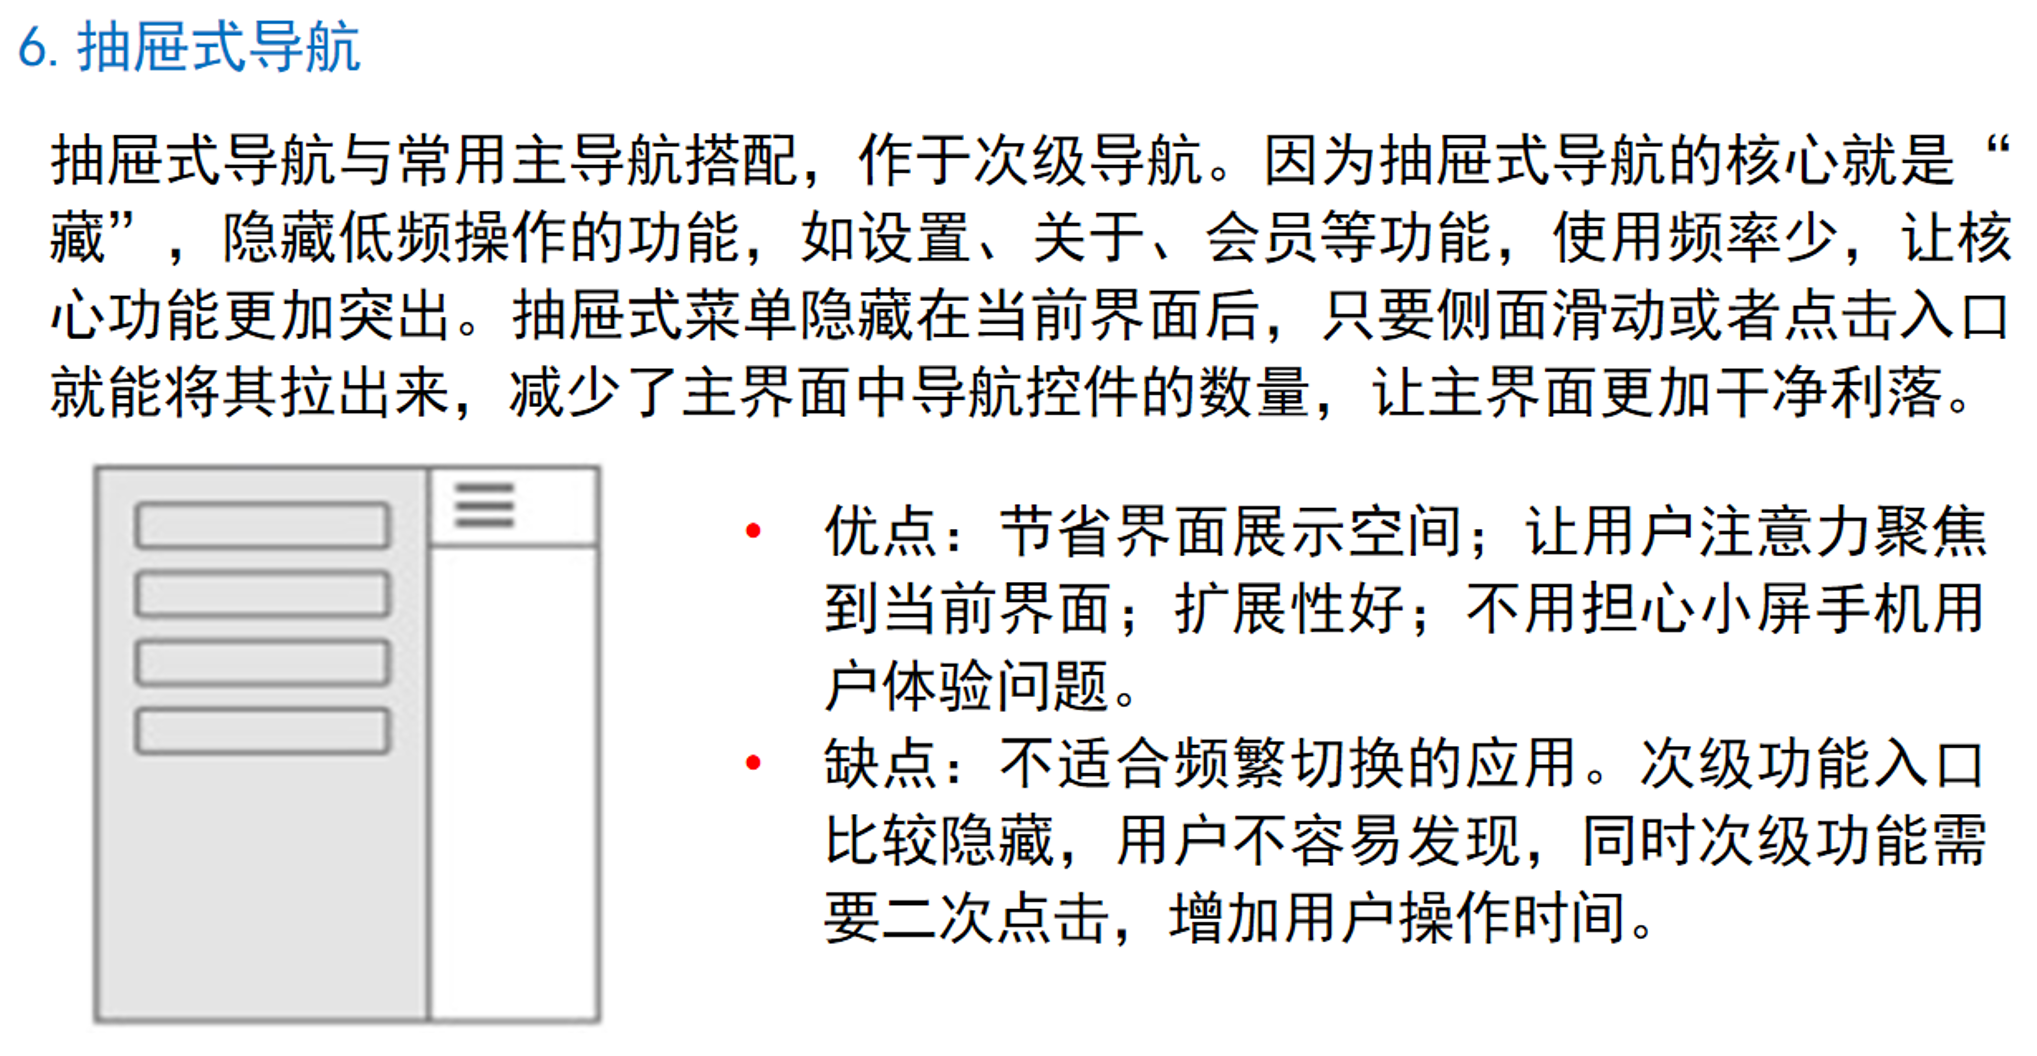 6. 抽屉式导航
抽屉式导航与常用主导航搭配，作于次级导航。因为抽屉式导航的核心就是“
藏”，隐藏低频操作的功能，如设置、关于、会员等功能，使用频率少，让核
心功能更加突出。抽屉式菜单隐藏在当前界面后，只要侧面滑动或者点击入口
就能将其拉出来，减少了主界面中导航控件的数量，让主界面更加干净利落。
• 优点：节省界面展示空间；让用户注意力聚焦
到当前界面；扩展性好；不用担心小屏手机用
户体验问题。
• 缺点：不适合频繁切换的应用。次级功能入口
比较隐藏，用户不容易发现，同时次级功能需
要二次点击，增加用户操作时间。